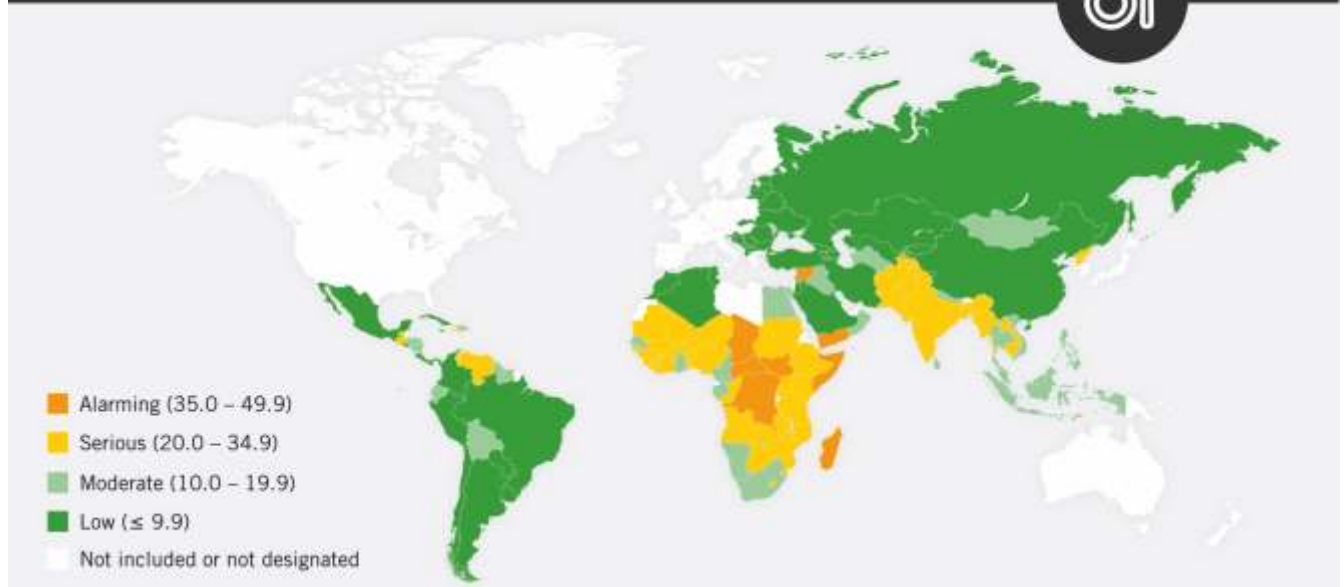 Alarming (35.0 – 49.9)
Serious (20.0 – 34.9)
Moderate (10.0 – 19.9)
Low (≤ 9.9)
Not included or not designated